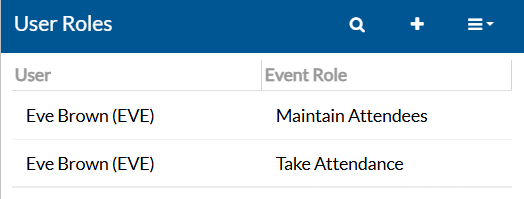 User Roles
User Event Role
Eve Brown (EVE) Maintain Attendees
Eve Brown (EVE) Take Attendance